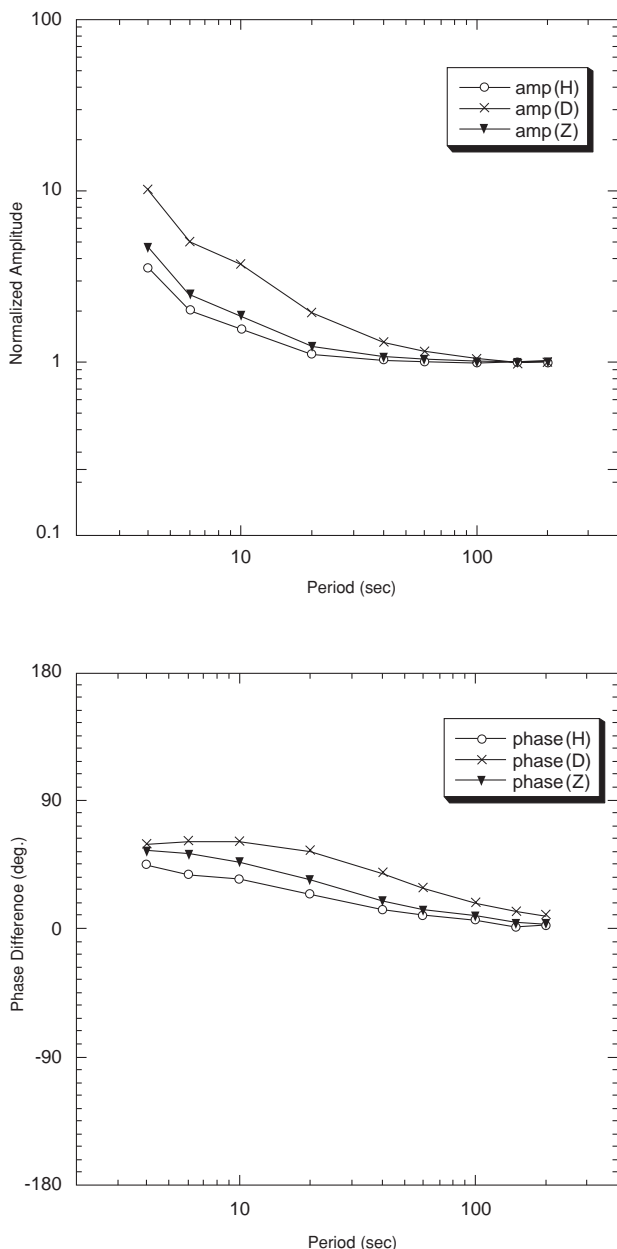 100
amp (H)
amp (D)
amp (Z)
10
1
0.1
Normalized Amplitude
10 100
Period (sec)
180
phase (H)
phase (D)
phase (Z)
90
0
-90
-180
Phase Differenoe (deg.)
10 100
Period (sec)